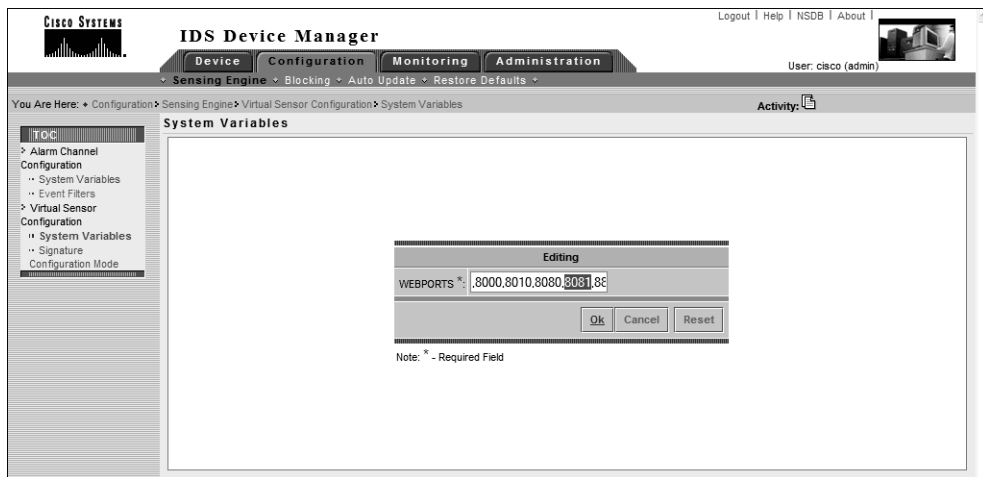 CISCO SYSTEMS
Logout | Help | NSDB | About |
IDS Device Manager
Device Configuration Monitoring Administration
User: cisco (admin)
Sensing Engine Blocking Auto Update Restore Defaults
You Are Here: Configuration Sensing Engine Virtual Sensor Configuration System Variables
Activity:
TOC
Alarm Channel
Configuration
System Variables
Event Filters
Virtual Sensor
Configuration
System Variables
Signature
Configuration Mode
System Variables
Editing
WEBPORTS *: ,8000,8010,8080,8081,88
Ok Cancel Reset
Note: * - Required Field